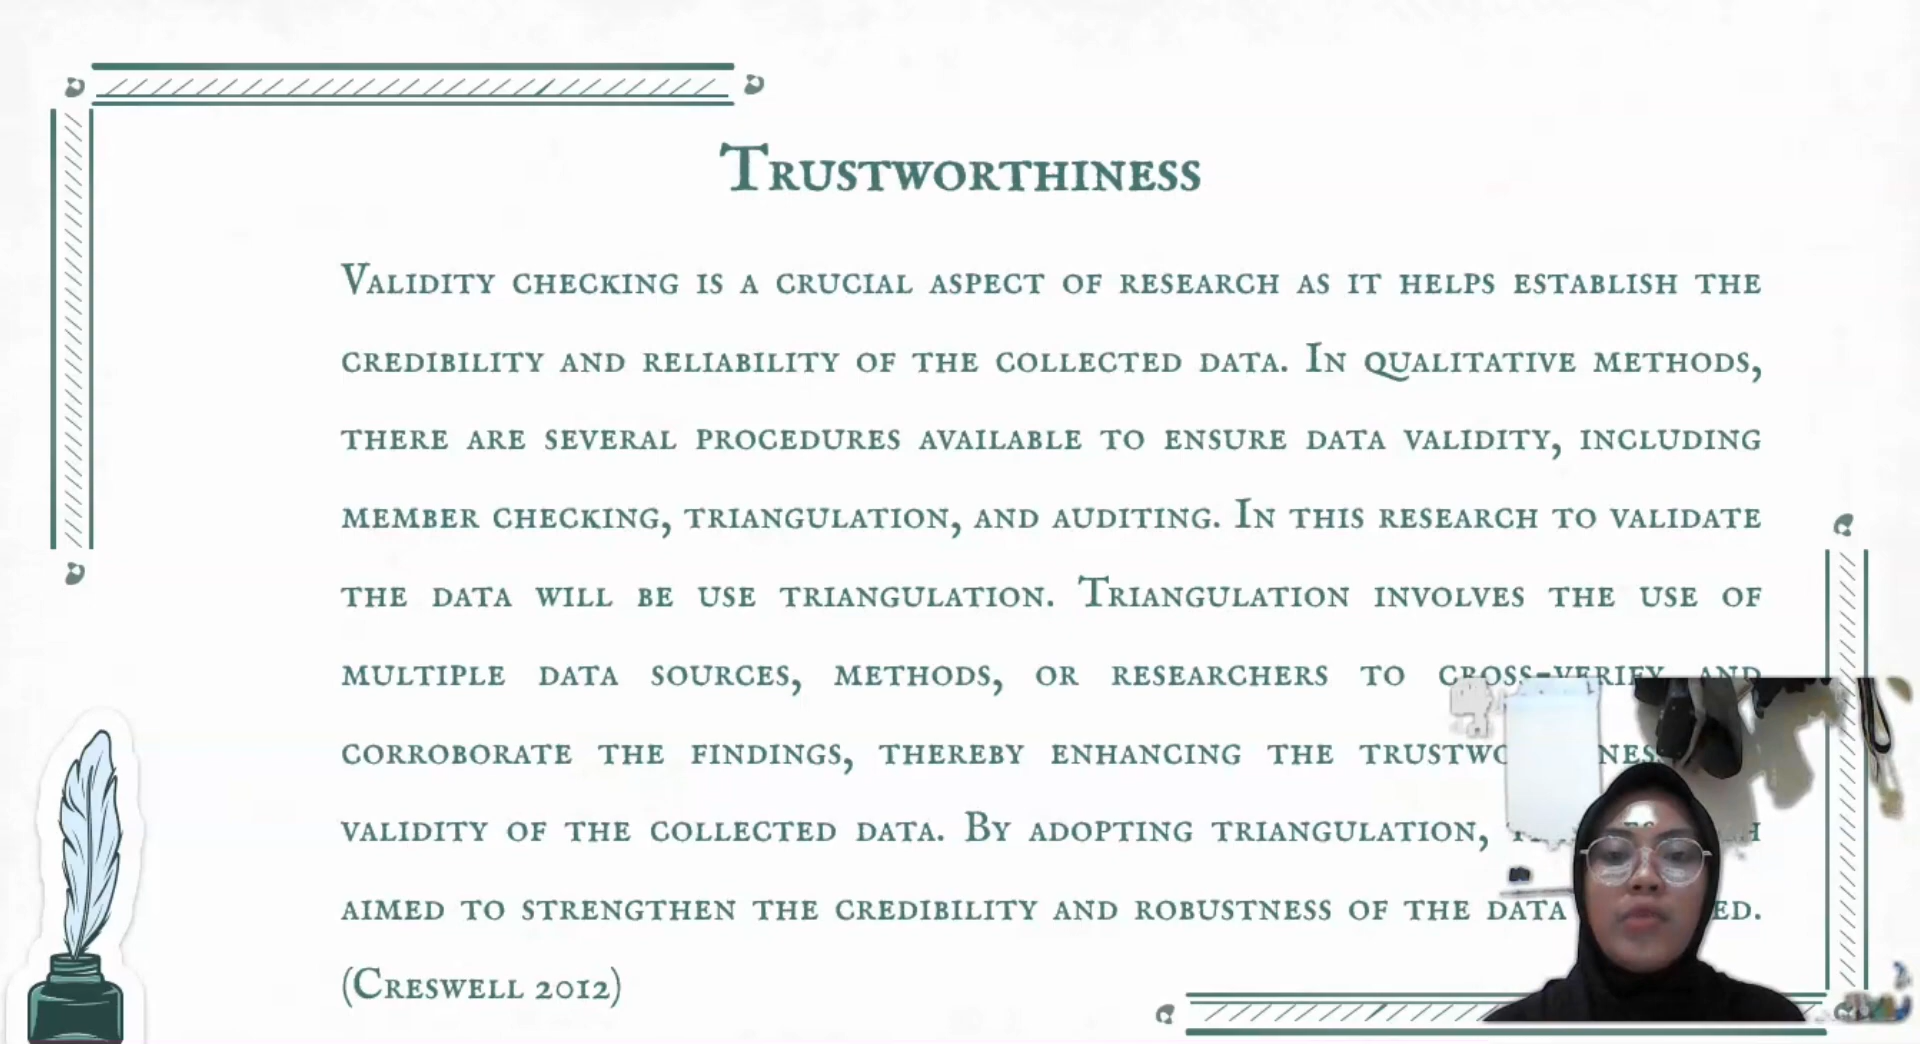 Trustworthiness
Validity checking is a crucial aspect of research as it helps establish the
credibility and reliability of the collected data. In qualitative methods,
there are several procedures available to ensure data validity, including
member checking, triangulation, and auditing. In this research to validate
the data will be use triangulation. Triangulation involves the use of
multiple data sources, methods, or researchers to cross-verify and
corroborate the findings, thereby enhancing the
validity of the collected data. By adopting triangulation,
aimed to strengthen the credibility and robustness of the data
(Creswell 2012)